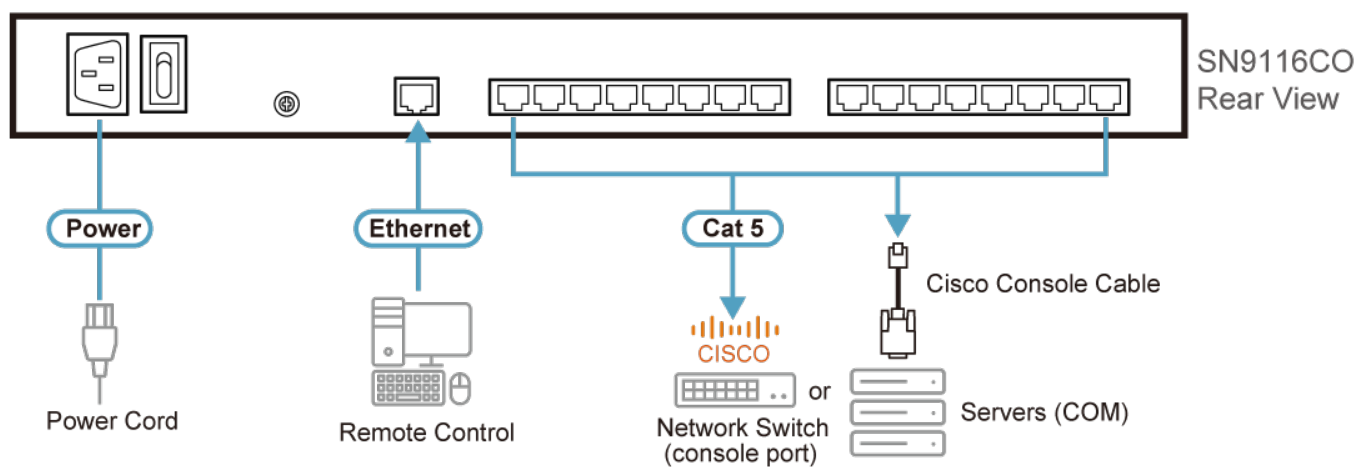 SN9116CO
Rear View
Power
Ethernet
Cat 5
Cisco Console Cable
CISCO
or
Power Cord
Remote Control
Network Switch
(console port)
Servers (COM)